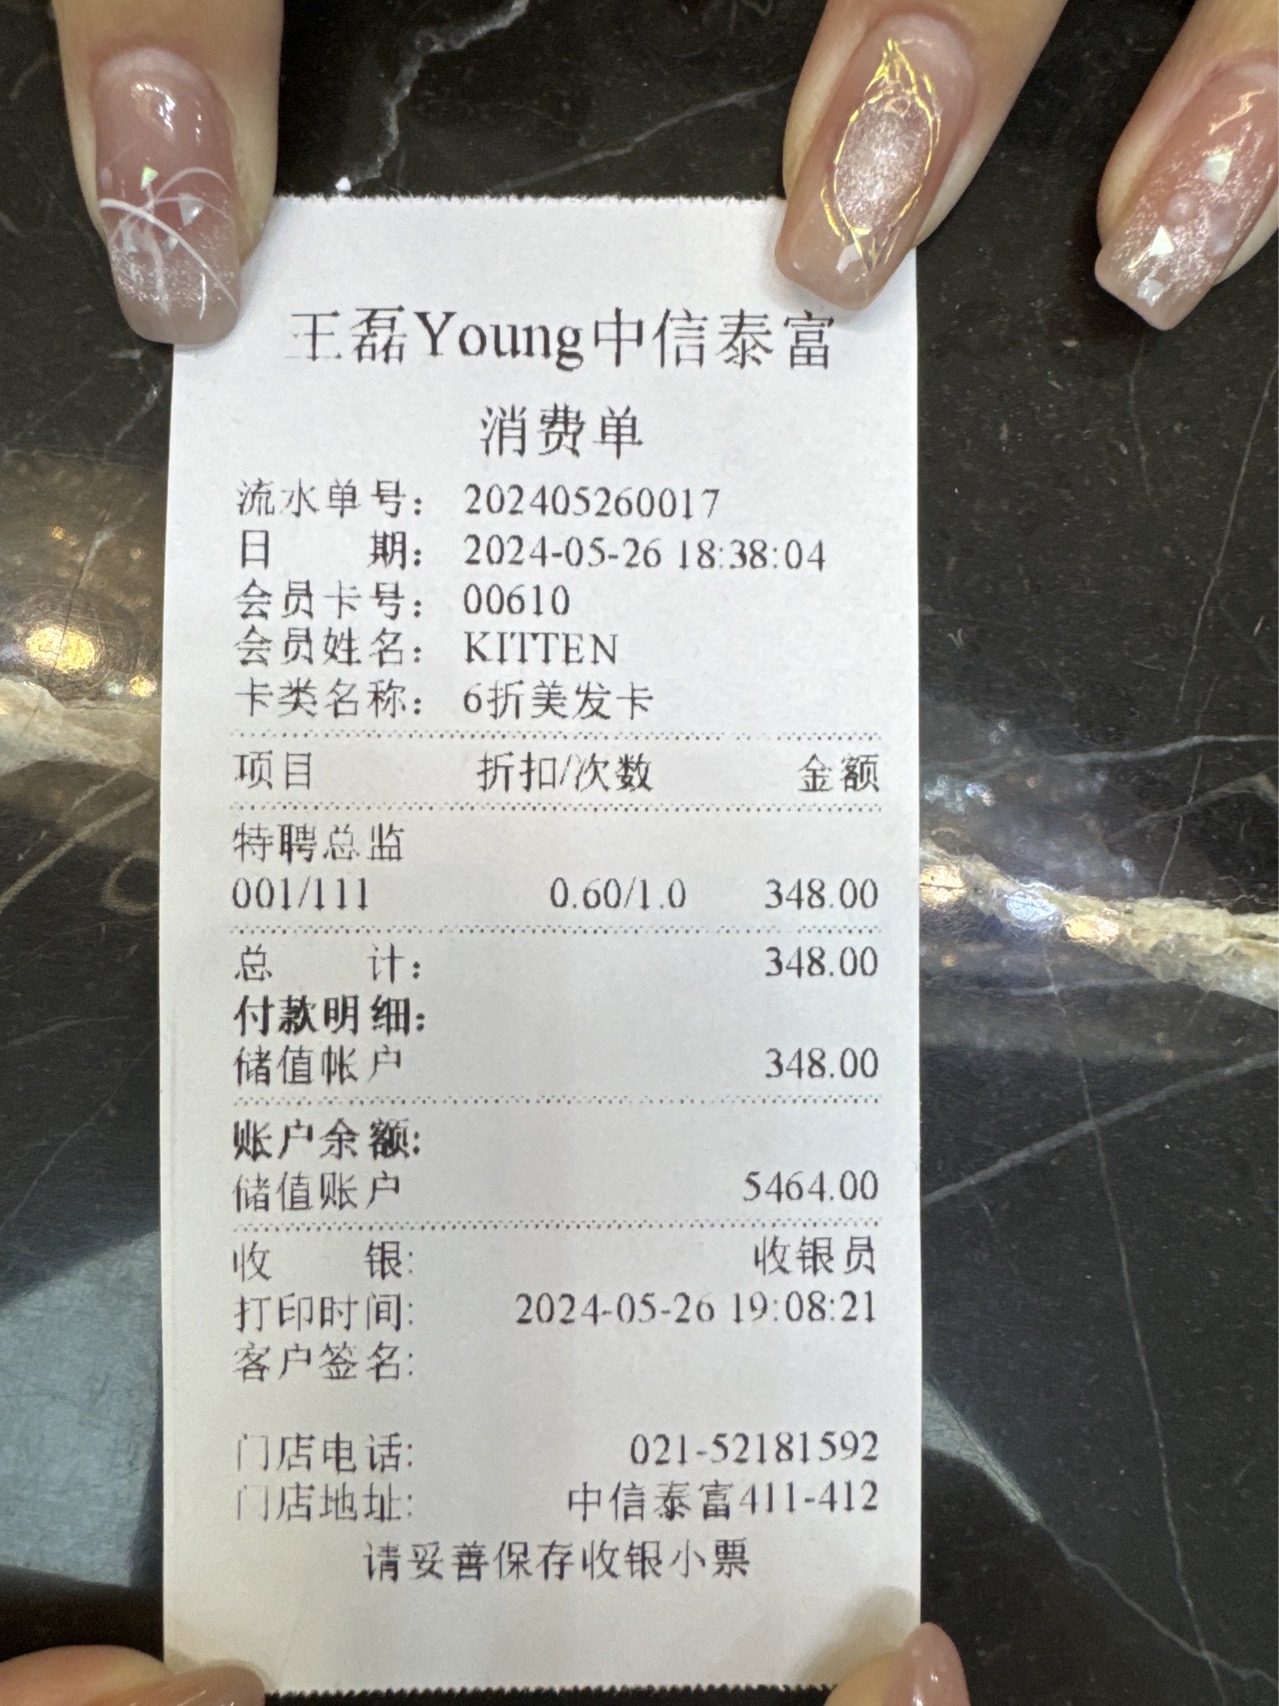 王磊Young中信泰富
消费单
流水单号： 202405260017
日 期： 2024-05-26 18:38:04
会员卡号： 00610
会员姓名： KITTEN
卡类名称： 6折美发卡
项目 折扣/次数 金额
特聘总监
001/111 0.60/1.0 348.00
总 计： 348.00
付款明细：
储值帐户 348.00
账户余额:
储值账户 5464.00
收 银: 收银员
打印时间: 2024-05-26 19:08:21
客户签名:
门店电话: 021-52181592
门店地址: 中信泰富411-412
请妥善保存收银小票